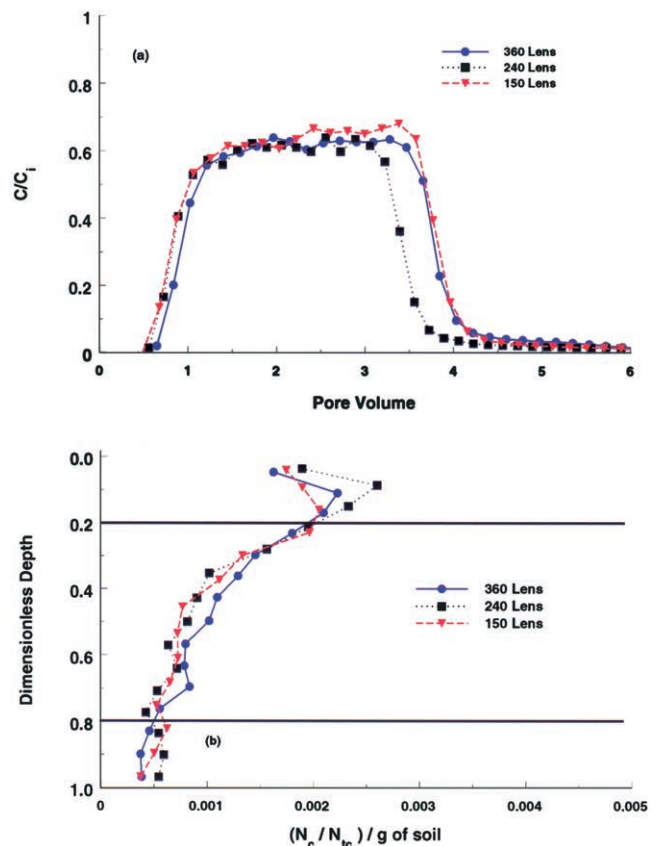 1
(a)
360 Lens
240 Lens
150 Lens
0.8
0.6
C/Ci
0.4
0.2
0
0 1 2 3 4 5 6
Pore Volume
0.0
0.2
Dimensionless Depth
0.4
360 Lens
240 Lens
150 Lens
0.6
0.8
(b)
1.0
0 0.001 0.002 0.003 0.004 0.005
(Nc / Ntc) / g of soil